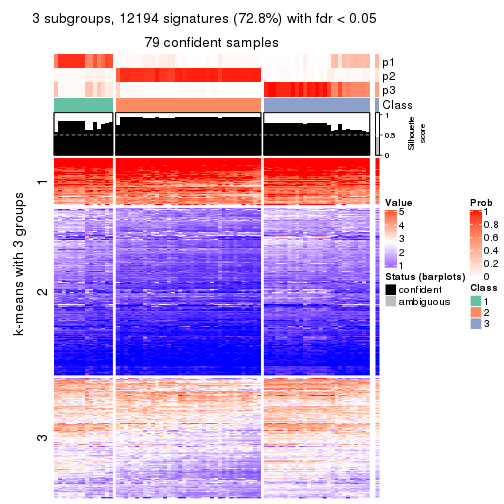 3 subgroups, 12194 signatures (72.8%) with fdr < 0.05
79 confident samples
p1
p2
p3
Class
1
0.5
0
Silhouette
score
k-means with 3 groups
1
2
3
Value
5
4
3
2
1
Status (barplots)
confident
ambiguous
Prob
1
0.8
0.6
0.4
0.2
0
Class
1
2
3